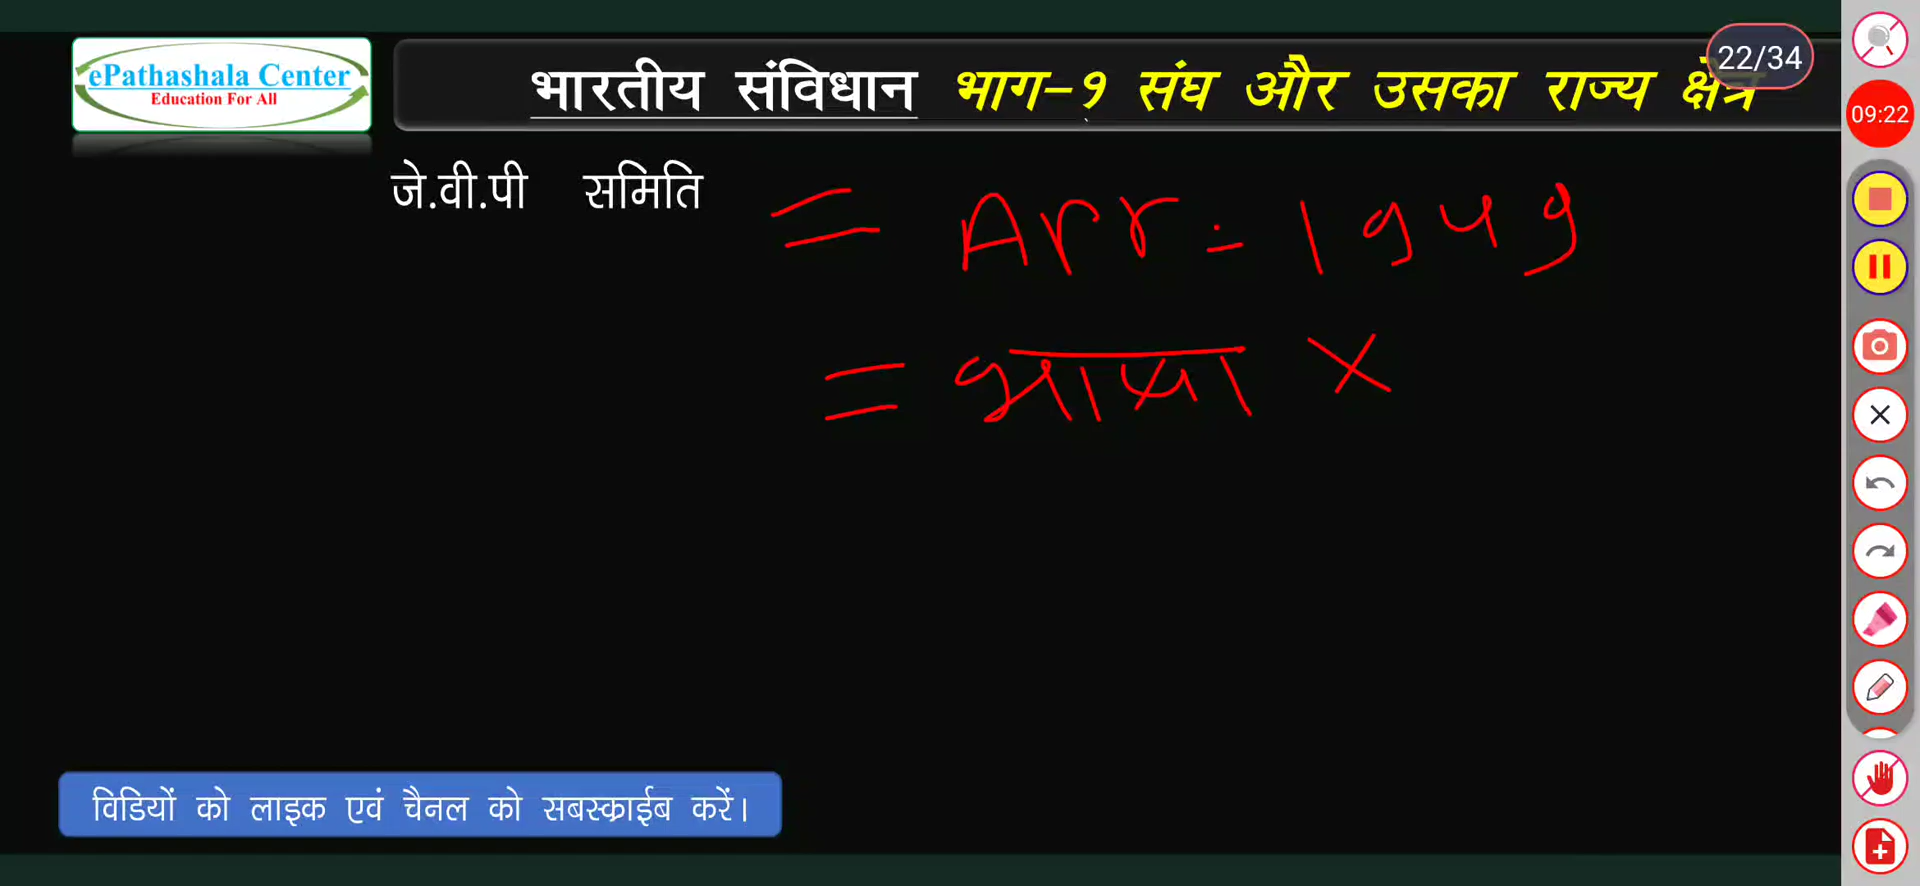 ePathashala Center
Education For All
भारतीय संविधान भाग-१ संघ और उसका राज्य क्षेत्र
22/34
09:22
जे.वी.पी समिति = Arr = 1949
= भाषा ×
विडियों को लाइक एवं चैनल को सबस्क्राईब करें।